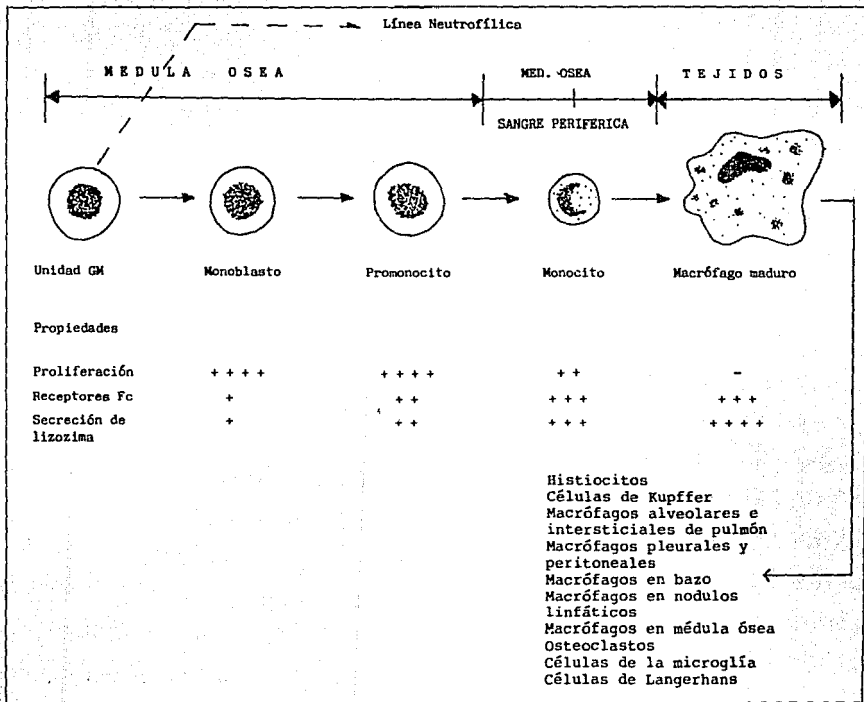 Línea Neutrofílica
MEDULA OSEA
MED. OSEA
TEJIDOS
SANGRE PERIFERICA
Unidad GM
Monoblasto
Promonocito
Monocito
Macrófago maduro
Propiedades
Proliferación + + + + + + + + + + -
Receptores Fc + + + + + + + + +
Secreción de + + + + + + + + + +
lizozima
Histiocitos
Células de Kupffer
Macrófagos alveolares e
intersticiales de pulmón
Macrófagos pleurales y
peritoneales
Macrófagos en bazo
Macrófagos en nodulos
linfáticos
Macrófagos en médula ósea
Osteoclastos
Células de la microglía
Células de Langerhans